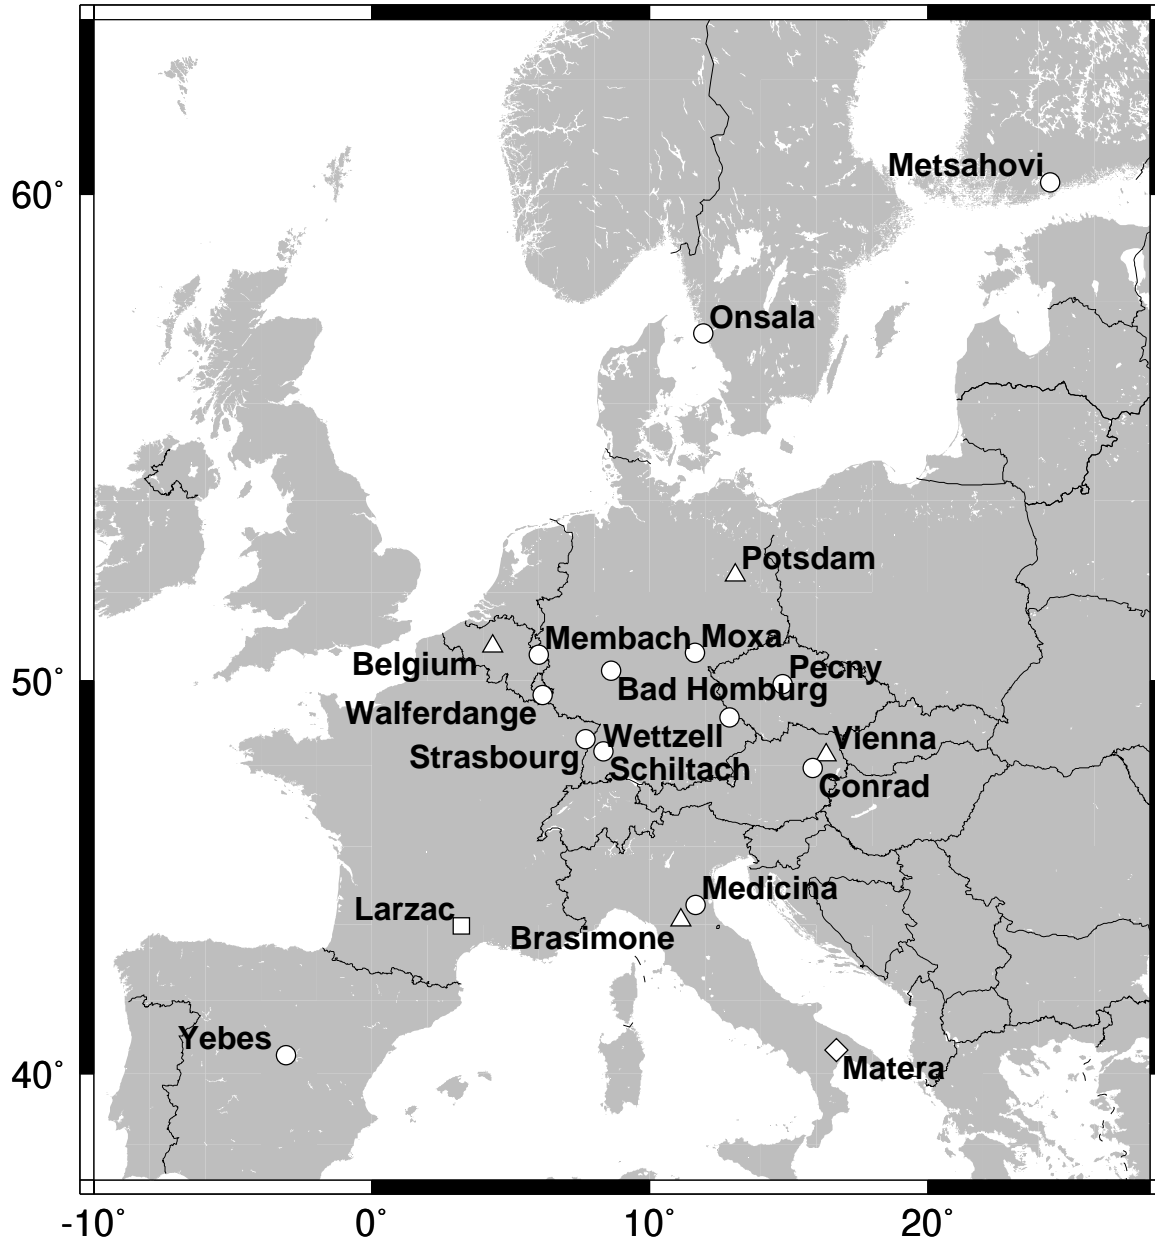 Metsahovi
60°
Onsala
Potsdam
Membach
Moxa
Belgium
Pecny
50°
Bad Homburg
Walferdange
Wettzell
Vienna
Strasbourg
Schiltach
Conrad
Medicina
Larzac
Brasimone
Yebes
Matera
40°
-10°
0°
10°
20°